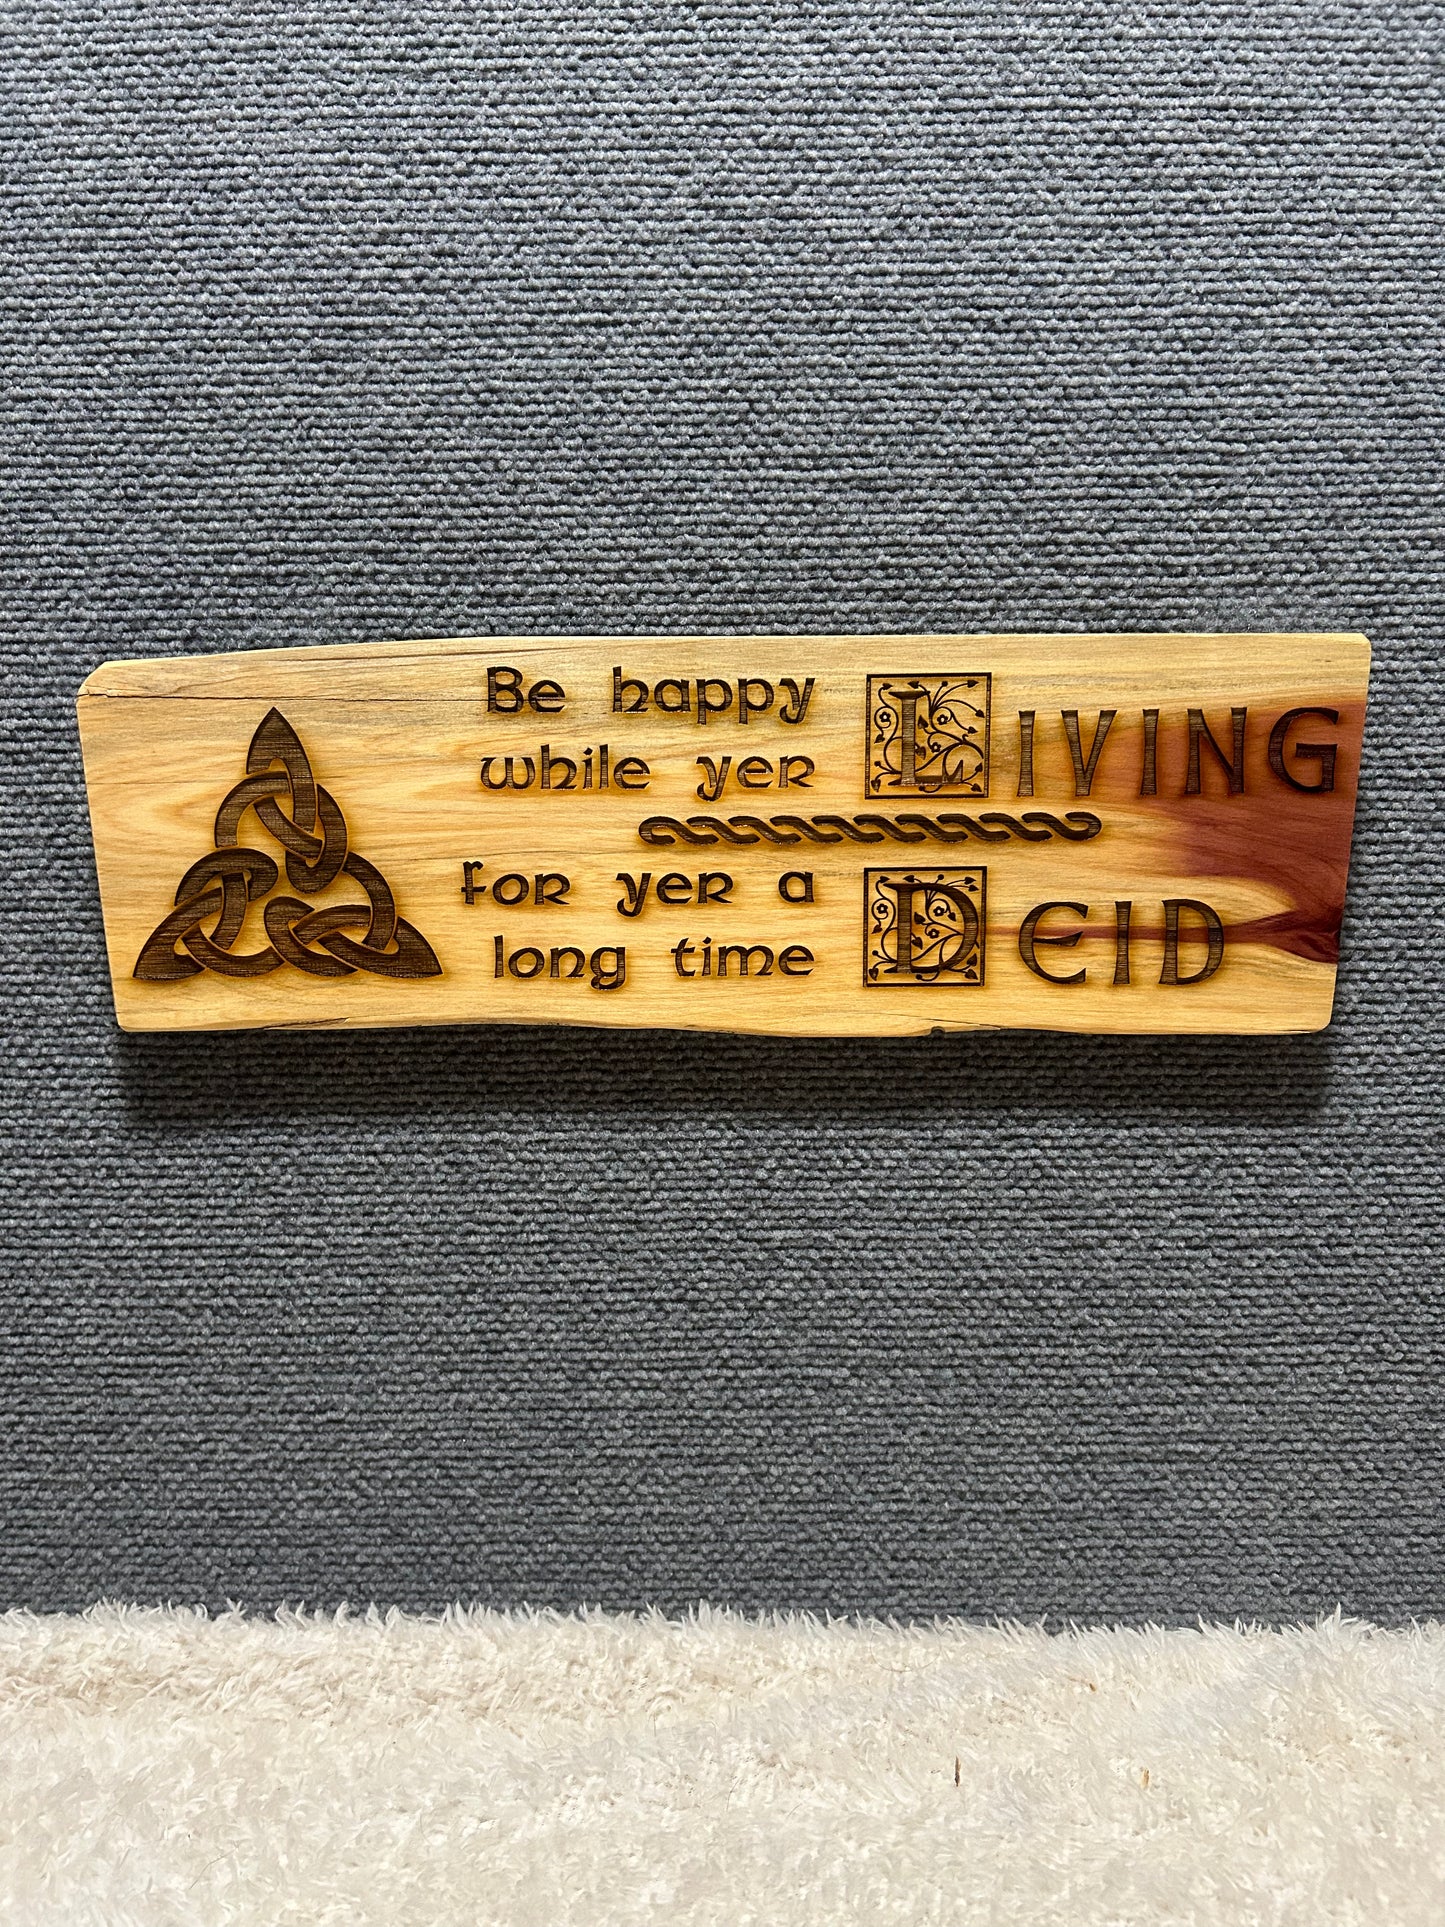 Be happy
while yer LIVING
for yer a
long time DEID